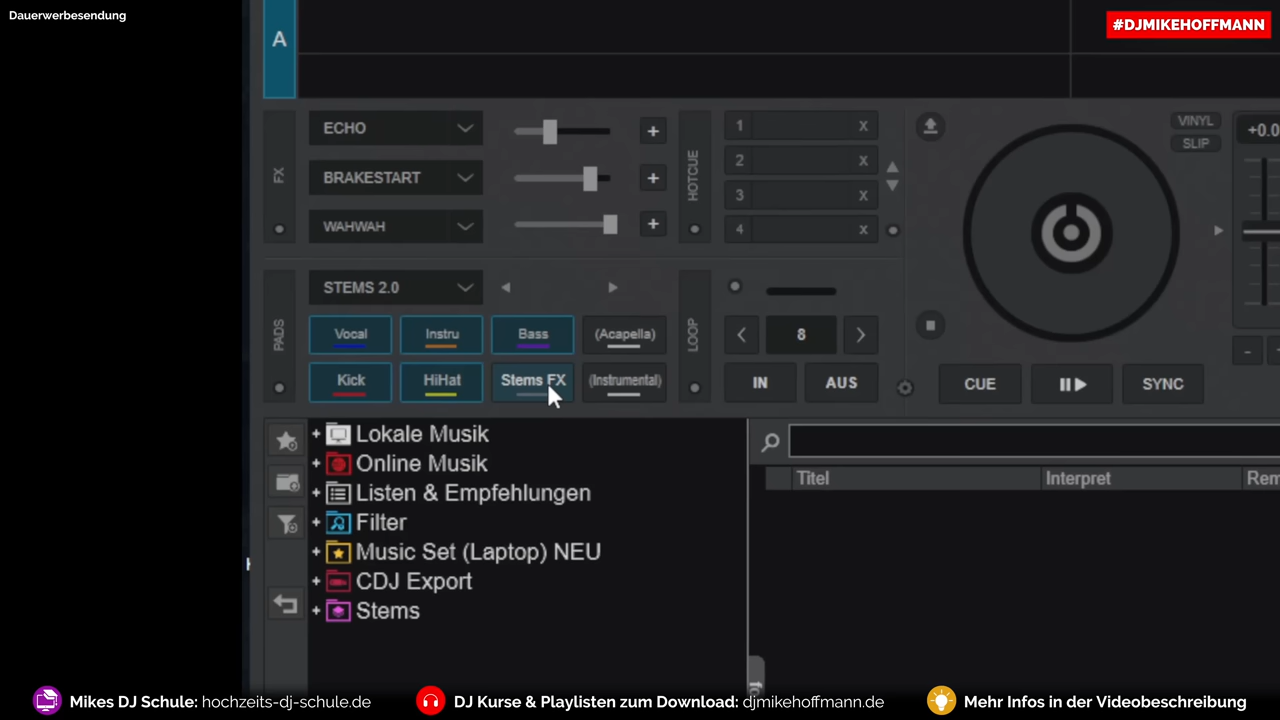 Dauerwerbesendung
#DJMIKEHOFFMANN
A
FX
ECHO
+
BRAKESTART
+
WAHWAH
+
HOTCUE
1 x
2 x
3 x
4 x
VINYL
SLIP
+0.0
PADS
STEMS 2.0
Vocal
Instru
Bass
(Acapella)
Kick
HiHat
Stems FX
(Instrumental)
LOOP
8
IN
AUS
CUE
SYNC
-
+ Lokale Musik
+ Online Musik
+ Listen & Empfehlungen
+ Filter
+ Music Set (Laptop) NEU
+ CDJ Export
+ Stems
Titel
Interpret
Rem
Mikes DJ Schule: hochzeits-dj-schule.de
DJ Kurse & Playlisten zum Download: djmikehoffmann.de
Mehr Infos in der Videobeschreibung